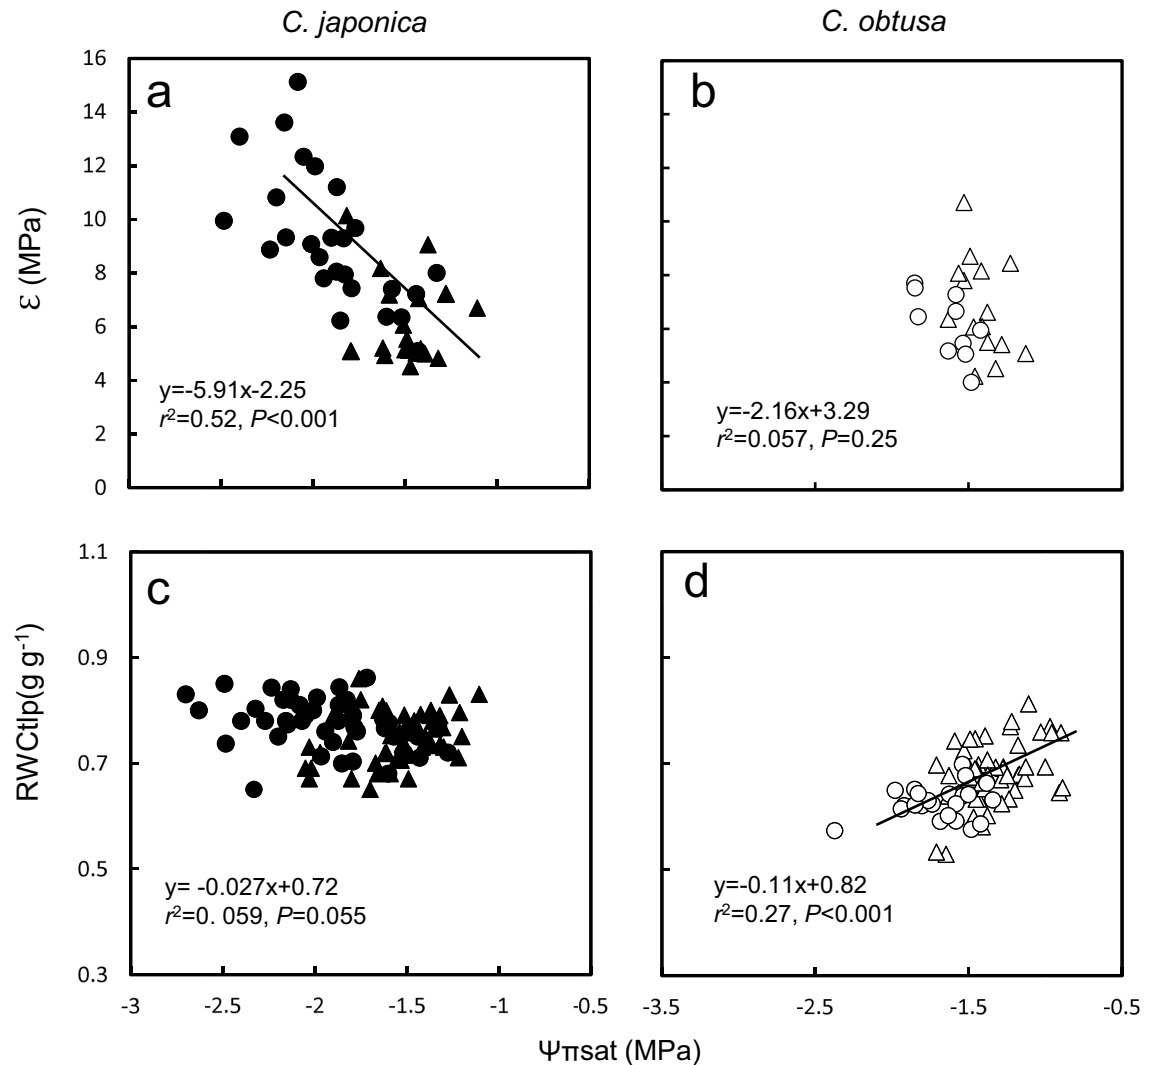 C. japonica
C. obtusa
a
b
16
14
12
10
8
6
4
2
0
ε (MPa)
y=-5.91x-2.25
r²=0.52, P<0.001
y=-2.16x+3.29
r²=0.057, P=0.25
c
d
1.1
0.9
0.7
0.5
0.3
RWCtlp(g g⁻¹)
y= -0.027x+0.72
r²=0. 059, P=0.055
y=-0.11x+0.82
r²=0.27, P<0.001
-3 -2.5 -2 -1.5 -1 -0.5
-3.5 -2.5 -1.5 -0.5
Ψπsat (MPa)